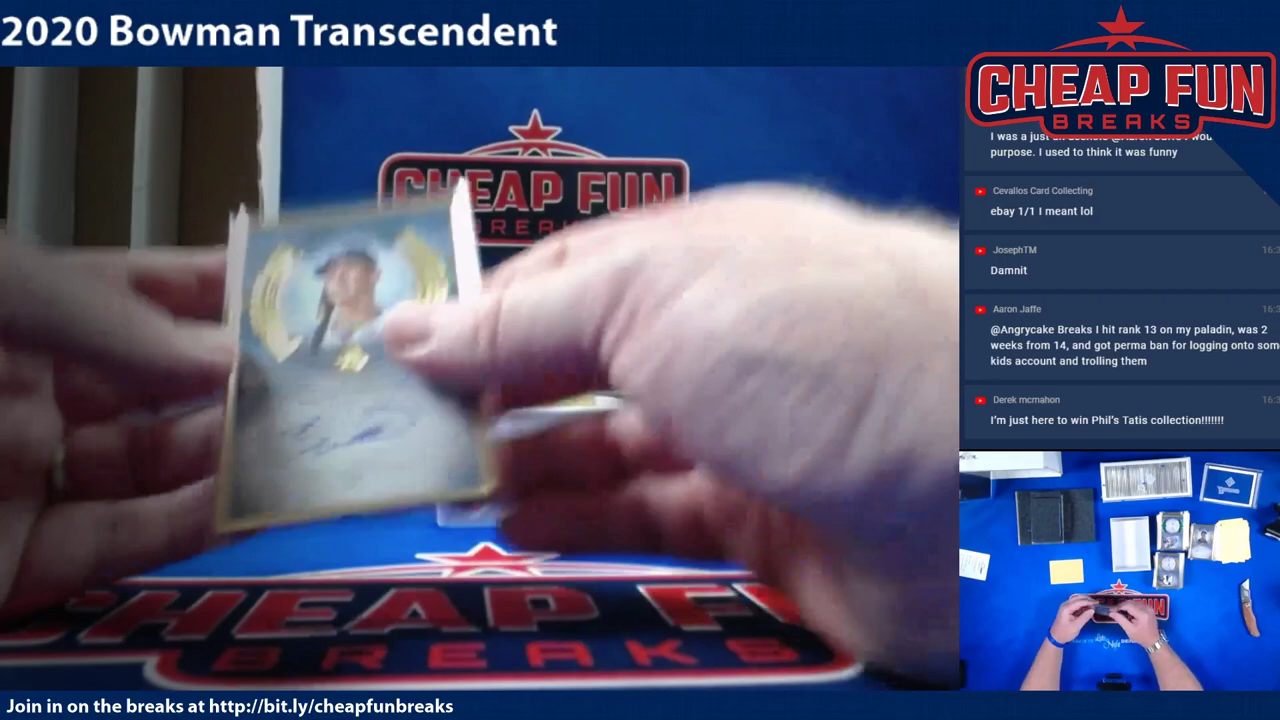 2020 Bowman Transcendent
CHEAP FUN
BREAKS
CHEAP FUN
purpose. I used to think it was funny
Cevallos Card Collecting
ebay 1/1 I meant lol
JosephTM
Damnit
Aaron Jaffe
@Angrycake Breaks I hit rank 13 on my paladin, was 2
weeks from 14, and got perma ban for logging onto som
kids account and trolling them
Derek mcmahon
I'm just here to win Phil's Tatis collection!!!!!!!
CHEAP F
BREAKS
Join in on the breaks at http://bit.ly/cheapfunbreaks